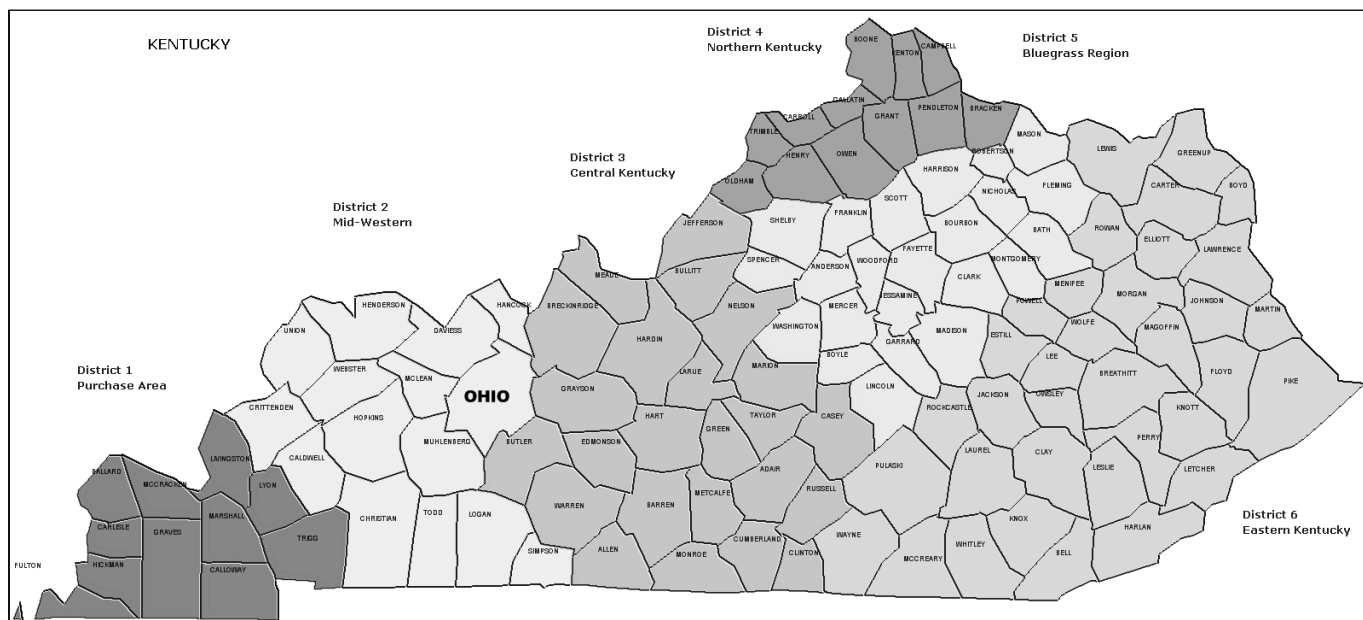 KENTUCKY
District 4
Northern Kentucky
District 5
Bluegrass Region
District 3
Central Kentucky
District 2
Mid-Western
District 1
Purchase Area
District 6
Eastern Kentucky
BOONE
KENTON
CAMPBELL
GALLATIN
CARROLL
TRIMBLE
GRANT
PENDLETON
BRACKEN
HENRY
OWEN
OLDHAM
MASON
LEWIS
GREENUP
ROBERTSON
HARRISON
NICHOLAS
FLEMING
CARTER
BOYD
JEFFERSON
SHELBY
FRANKLIN
SCOTT
BOURBON
BATH
ROWAN
ELLIOTT
LAWRENCE
SPENCER
ANDERSON
WOODFORD
FAYETTE
CLARK
MONTGOMERY
MENIFEE
MORGAN
JOHNSON
MARTIN
MEADE
BULLITT
NELSON
MERCER
JESSAMINE
POWELL
WOLFE
MAGOFFIN
HANCOCK
BRECKINRIDGE
WASHINGTON
MADISON
ESTILL
LEE
HENDERSON
UNION
DAVIESS
HARDIN
BOYLE
GARRARD
BREATHITT
FLOYD
PIKE
WEBSTER
MCLEAN
OHIO
GRAYSON
LARUE
MARION
LINCOLN
ROCKCASTLE
JACKSON
OWSLEY
KNOTT
CRITTENDEN
HOPKINS
MUHLENBERG
BUTLER
EDMONSON
HART
GREEN
TAYLOR
CASEY
PULASKI
LAUREL
CLAY
PERRY
LESLIE
LETCHER
LIVINGSTON
CALDWELL
LYON
BALLARD
MCCRACKEN
MARSHALL
CHRISTIAN
TODD
LOGAN
WARREN
BARREN
METCALFE
ADAIR
RUSSELL
WAYNE
KNOX
HARLAN
CARLISLE
GRAVES
TRIGG
SIMPSON
ALLEN
MONROE
CUMBERLAND
CLINTON
MCCREARY
WHITLEY
BELL
FULTON
HICKMAN
CALLOWAY